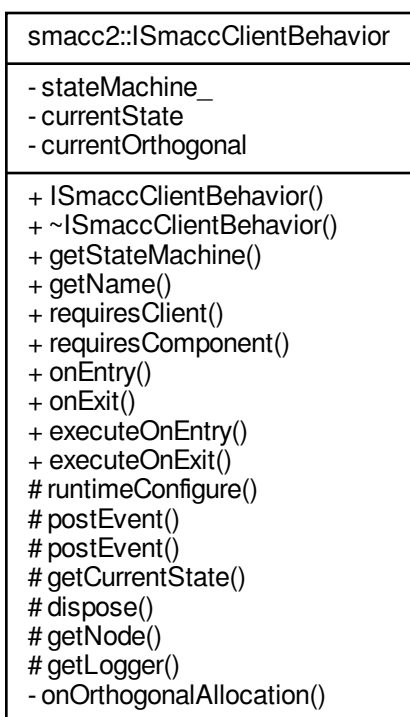 smacc2::ISmaccClientBehavior
- stateMachine_
- currentState
- currentOrthogonal
+ ISmaccClientBehavior()
+ ~ISmaccClientBehavior()
+ getStateMachine()
+ getName()
+ requiresClient()
+ requiresComponent()
+ onEntry()
+ onExit()
+ executeOnEntry()
+ executeOnExit()
# runtimeConfigure()
# postEvent()
# postEvent()
# getCurrentState()
# dispose()
# getNode()
# getLogger()
- onOrthogonalAllocation()